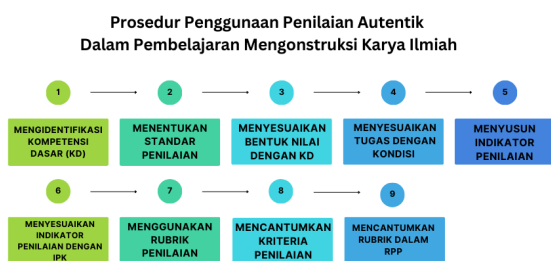 Prosedur Penggunaan Penilaian Autentik
Dalam Pembelajaran Mengonstruksi Karya Ilmiah
1
2
3
4
5
MENGIDENTIFIKASI
KOMPETENSI
DASAR (KD)
MENENTUKAN
STANDAR
PENILAIAN
MENYESUAIKAN
BENTUK NILAI
DENGAN KD
MENYESUAIKAN
TUGAS DENGAN
KONDISI
MENYUSUN
INDIKATOR
PENILAIAN
6
7
8
9
MENYESUAIKAN
INDIKATOR
PENILAIAN DENGAN
IPK
MENGGUNAKAN
RUBRIK
PENILAIAN
MENCANTUMKAN
KRITERIA
PENILAIAN
MENCANTUMKAN
RUBRIK DALAM
RPP